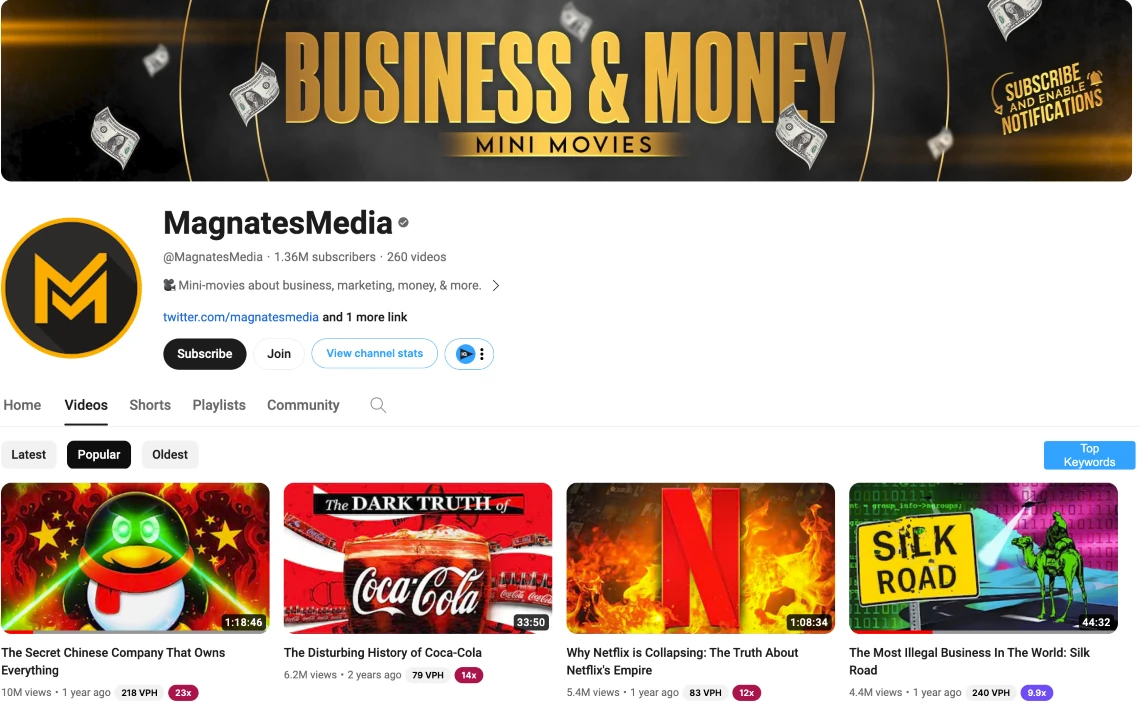 BUSINESS & MONEY
MINI MOVIES
SUBSCRIBE
AND ENABLE
NOTIFICATIONS
MagnatesMedia
@MagnatesMedia · 1.36M subscribers · 260 videos
Mini-movies about business, marketing, money, & more.
twitter.com/magnatesmedia and 1 more link
Subscribe Join View channel stats
Home Videos Shorts Playlists Community
Latest Popular Oldest
Top
Keywords
1:18:46
The DARK TRUTH of
Coca-Cola
33:50
N
1:08:34
SILK
ROAD
44:32
The Secret Chinese Company That Owns
Everything
10M views • 1 year ago 218 VPH 23x
The Disturbing History of Coca-Cola
6.2M views • 2 years ago 79 VPH 14x
Why Netflix is Collapsing: The Truth About
Netflix's Empire
5.4M views • 1 year ago 83 VPH 12x
The Most Illegal Business In The World: Silk
Road
4.4M views • 1 year ago 240 VPH 9.9x